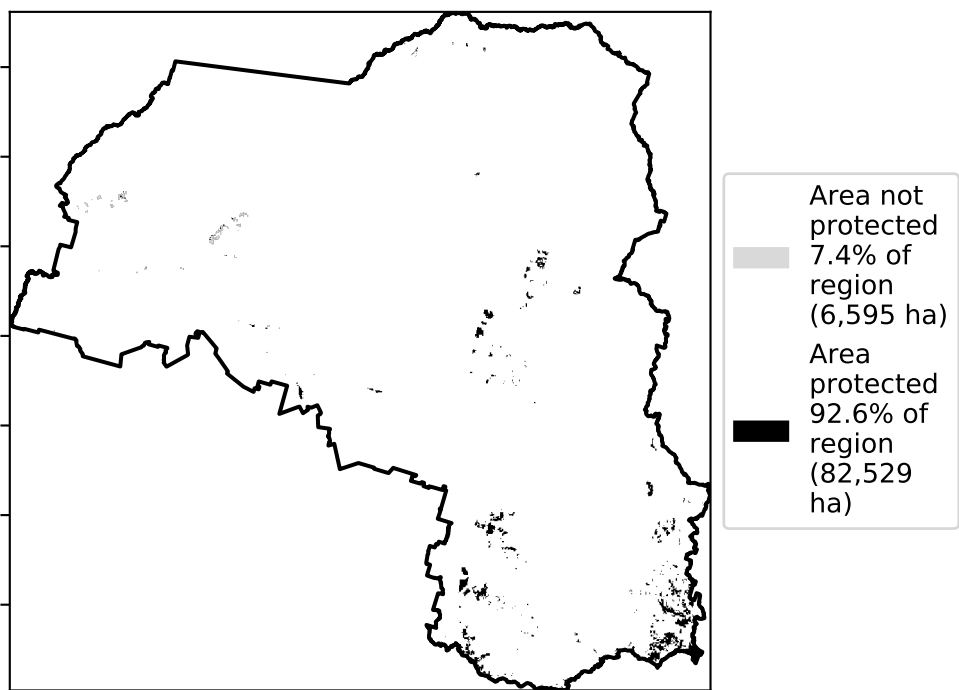 Area not
protected
7.4% of
region
(6,595 ha)
Area
protected
92.6% of
region
(82,529
ha)